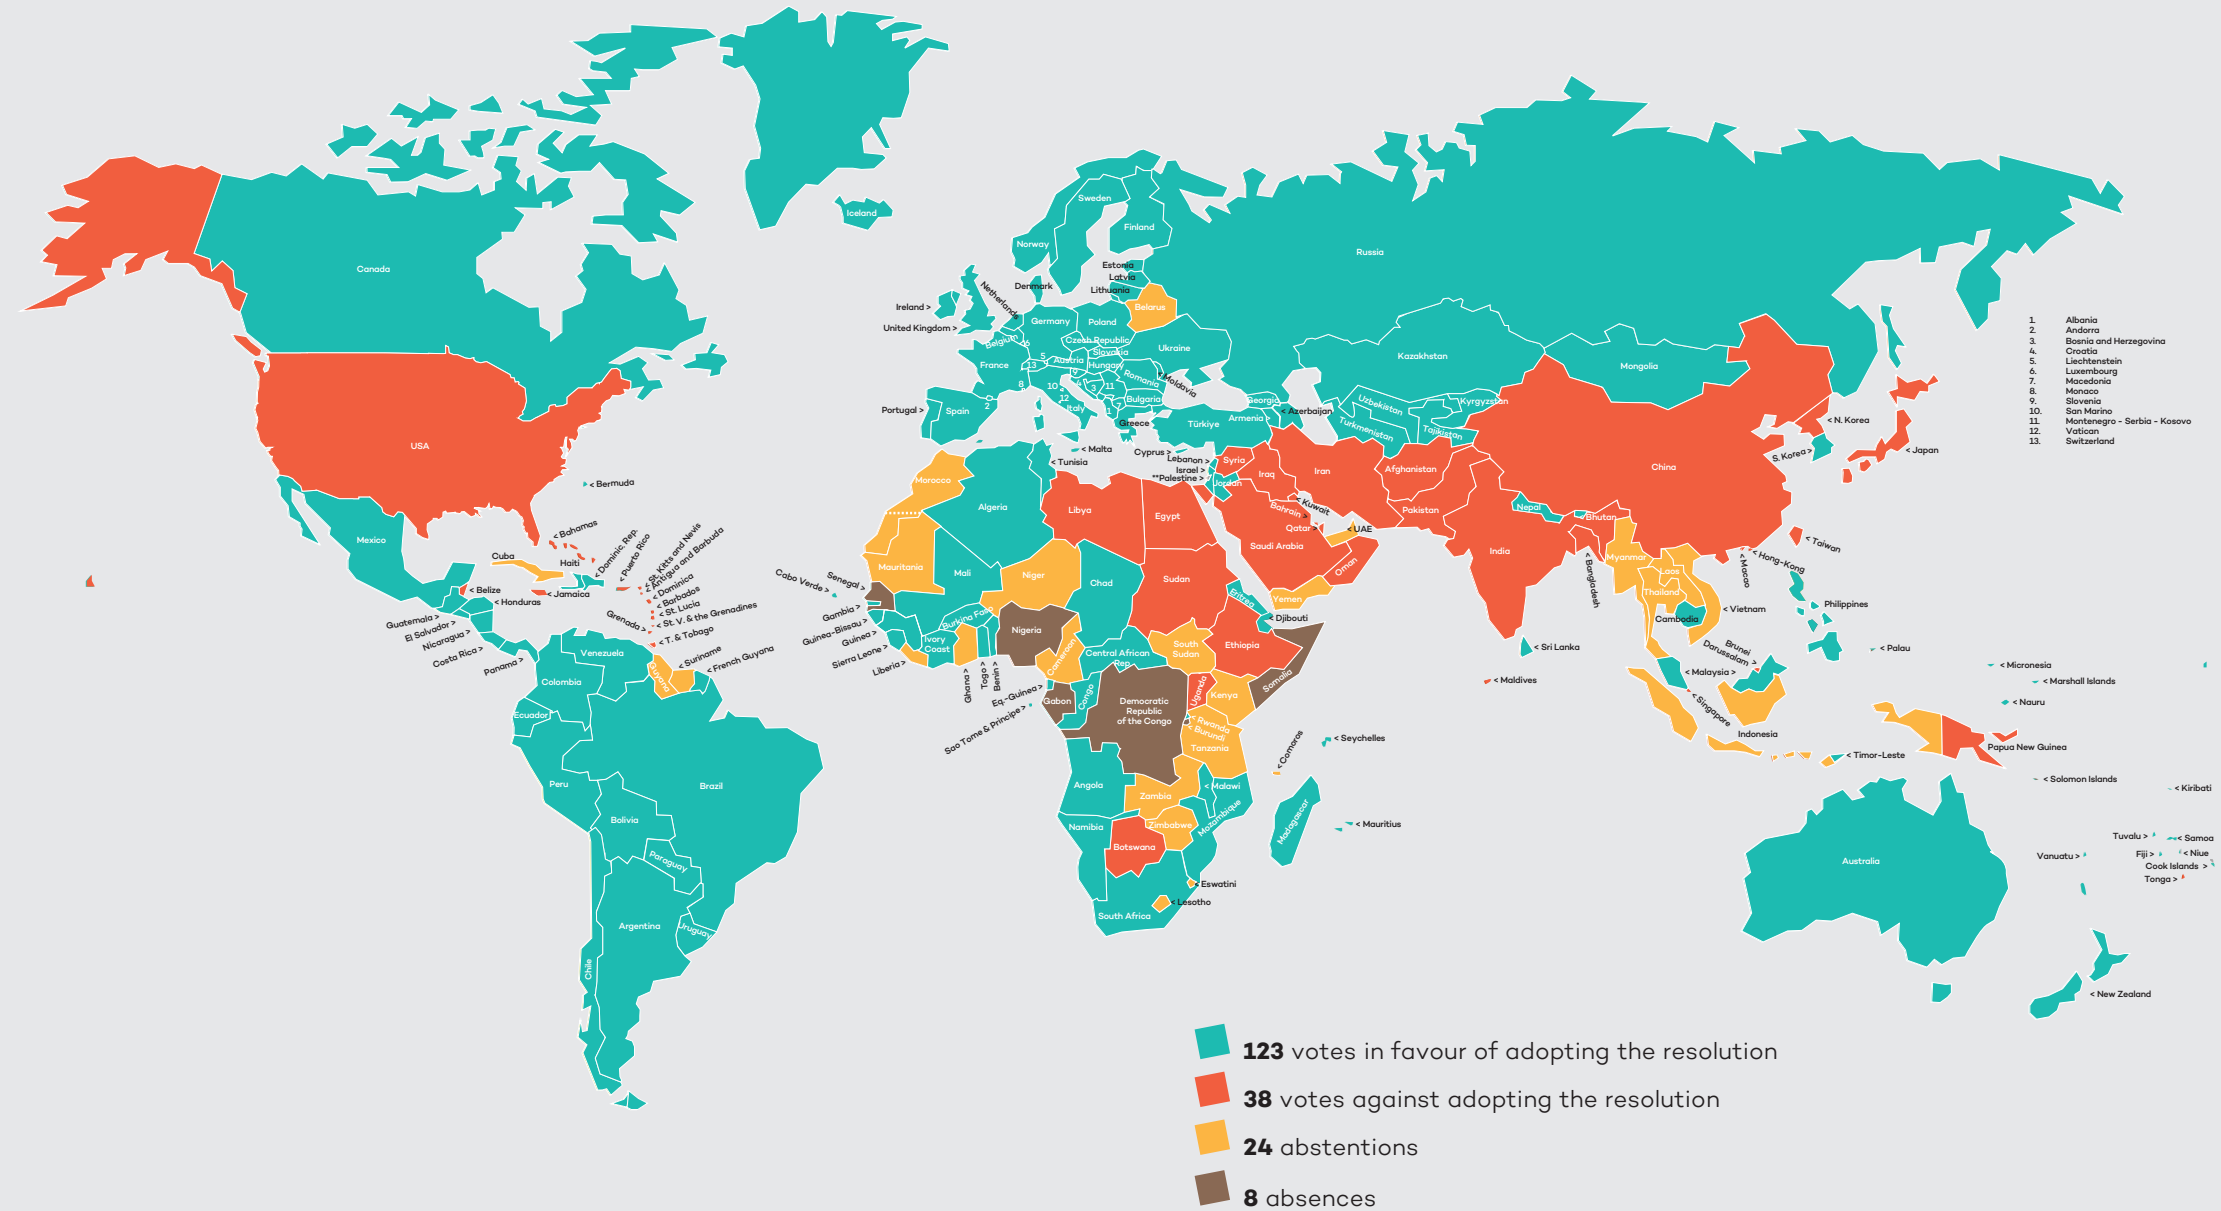 Canada
USA
Mexico
Iceland
< Bermuda
< Bahamas
Cuba
Haiti
< Dominic. Rep.
< Puerto Rico
< St. Kitts and Nevis
< Antigua and Barbuda
< Dominica
< Barbados
< St. Lucia
< St. V. & the Grenadines
Grenada >
< T. & Tobago
< Jamaica
< Belize
< Honduras
Guatemala >
El Salvador >
Nicaragua >
Costa Rica >
Panama >
Venezuela
Guyana
< Suriname
< French Guyana
Colombia
Ecuador
Peru
Brazil
Bolivia
Paraguay
Argentina
Uruguay
Chile
Sweden
Finland
Norway
Estonia
Latvia
Lithuania
Denmark
Netherlands
Ireland >
United Kingdom >
Belarus
Germany
Poland
Belgium
6
Czech Republic
Slovakia
Ukraine
5
Austria
Hungary
France
13
9
4
3
11
Romania
< Moldavia
8
10
12
Italy
7
1
Bulgaria
Portugal >
Spain
2
Greece
Türkiye
Georgia
Armenia >
< Azerbaijan
< Malta
< Tunisia
Cyprus >
Lebanon >
Israel >
**Palestine >
Jordan
Syria
Iraq
Iran
< Kuwait
Bahrain >
Qatar >
< UAE
Saudi Arabia
Oman
Yemen
Russia
Kazakhstan
Mongolia
Uzbekistan
Turkmenistan
Kyrgyzstan
Tajikistan
Afghanistan
Pakistan
India
Nepal
Bhutan
< Bangladesh
China
< N. Korea
S. Korea >
< Japan
< Taiwan
< Hong-Kong
< Macao
Myanmar
Laos
Thailand
Cambodia
< Vietnam
Philippines
< Sri Lanka
< Maldives
< Malaysia >
Brunei
Darussalam >
< Singapore
Indonesia
< Timor-Leste
Papua New Guinea
< Palau
< Micronesia
< Marshall Islands
< Nauru
< Solomon Islands
< Kiribati
Tuvalu >
< Samoa
Vanuatu >
Fiji >
< Niue
Cook Islands >
Tonga >
Australia
< New Zealand
Morocco
Algeria
Libya
Egypt
Mauritania
Mali
Niger
Chad
Sudan
Eritrea
< Djibouti
Cabo Verde >
Senegal >
Gambia >
Guinea-Bissau >
Guinea >
Sierra Leone >
Liberia >
Ivory
Coast
Burkina Faso
Ghana >
Togo >
Benin >
Nigeria
Cameroon
Central African
Rep.
South
Sudan
Ethiopia
Somalia
Eq.-Guinea >
Sao Tome & Principe >
Gabon
Congo
Democratic
Republic
of the Congo
Uganda
Kenya
< Rwanda
< Burundi
Tanzania
< Comoros
< Seychelles
Angola
Zambia
< Malawi
Mozambique
Namibia
Zimbabwe
Botswana
Madagascar
< Mauritius
< Eswatini
< Lesotho
South Africa
1. Albania
2. Andorra
3. Bosnia and Herzegovina
4. Croatia
5. Liechtenstein
6. Luxembourg
7. Macedonia
8. Monaco
9. Slovenia
10. San Marino
11. Montenegro - Serbia - Kosovo
12. Vatican
13. Switzerland
123 votes in favour of adopting the resolution
38 votes against adopting the resolution
24 abstentions
8 absences